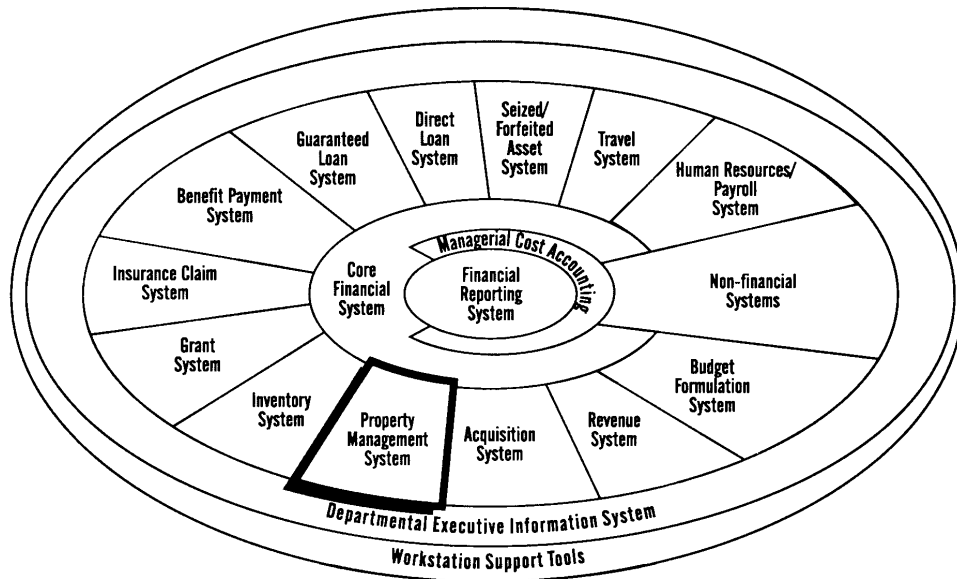 Seized/
Forfeited
Asset
System
Direct
Loan
System
Guaranteed
Loan
System
Travel
System
Human Resources/
Payroll
System
Benefit Payment
System
Managerial Cost Accounting
Insurance Claim
System
Core
Financial
System
Financial
Reporting
System
Non-financial
Systems
Grant
System
Budget
Formulation
System
Inventory
System
Property
Management
System
Acquisition
System
Revenue
System
Departmental Executive Information System
Workstation Support Tools